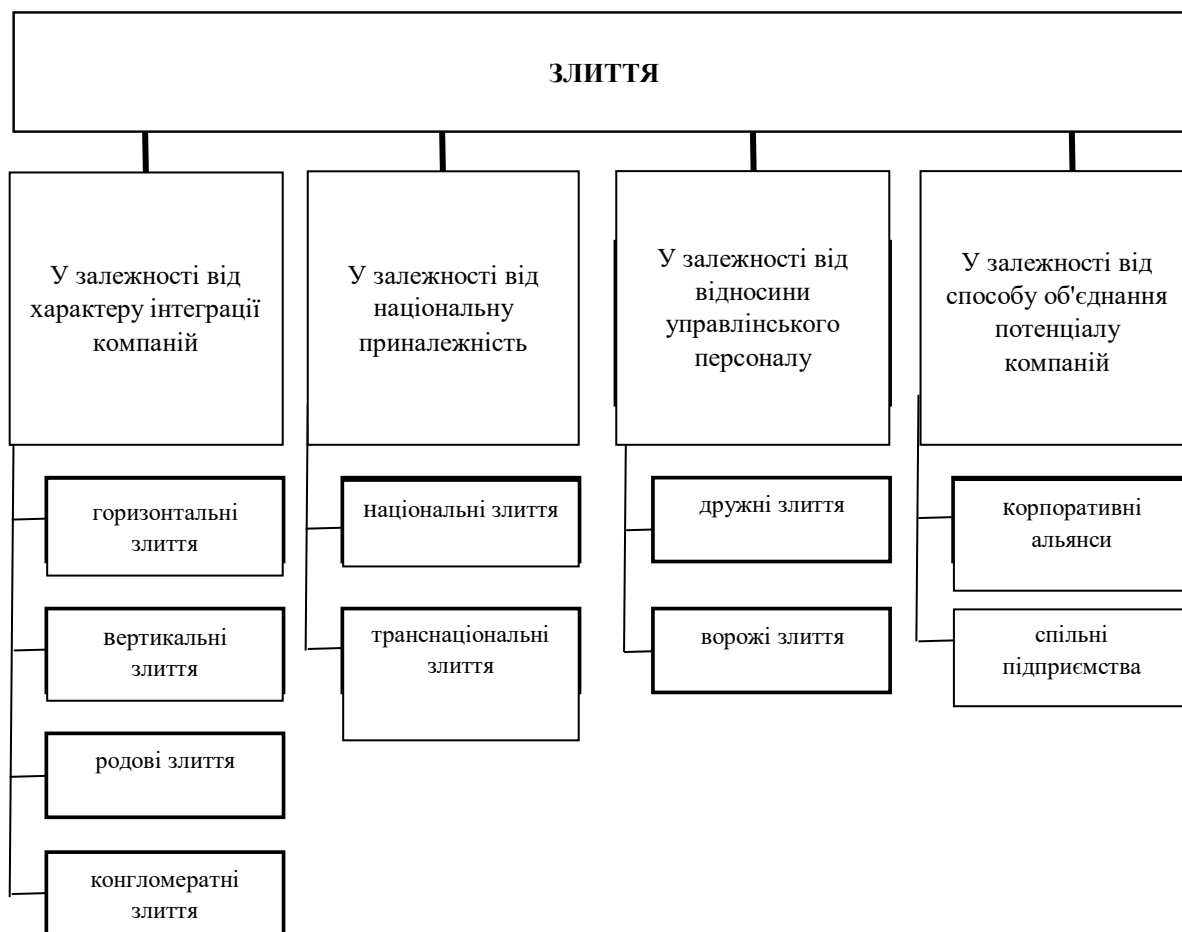 ЗЛИТТЯ
У залежності від
характеру інтеграції
компаній
горизонтальні
злиття
вертикальні
злиття
родові злиття
конгломератні
злиття
У залежності від
національну
приналежність
національні злиття
транснаціональні
злиття
У залежності від
відносини
управлінського
персоналу
дружні злиття
ворожі злиття
У залежності від
способу об'єднання
потенціалу
компаній
корпоративні
альянси
спільні
підприємства